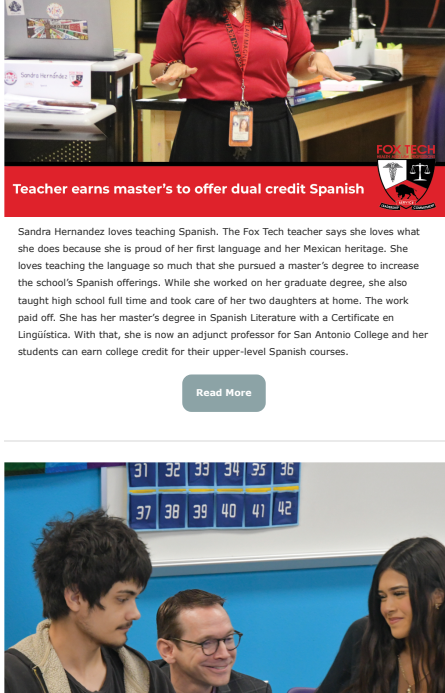 Sandra Hernández
FOX TECH
Teacher earns master's to offer dual credit Spanish
SERVICE
LEADERSHIP
COMMITMENT
Sandra Hernandez loves teaching Spanish. The Fox Tech teacher says she loves what
she does because she is proud of her first language and her Mexican heritage. She
loves teaching the language so much that she pursued a master's degree to increase
the school's Spanish offerings. While she worked on her graduate degree, she also
taught high school full time and took care of her two daughters at home. The work
paid off. She has her master's degree in Spanish Literature with a Certificate en
Lingüística. With that, she is now an adjunct professor for San Antonio College and her
students can earn college credit for their upper-level Spanish courses.
Read More
31 32 33 34 35 36
37 38 39 40 41 42